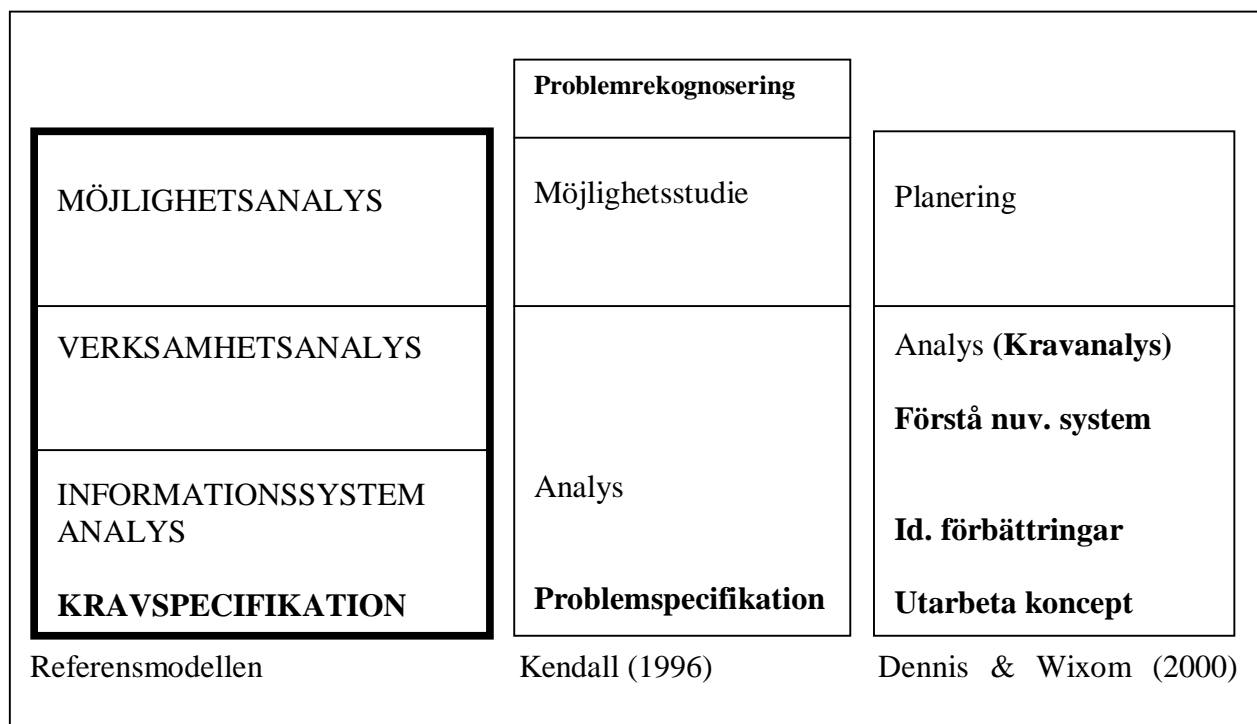 MÖJLIGHETSANALYS
VERKSAMHETSANALYS
INFORMATIONSSYSTEM
ANALYS
KRAVSPECIFIKATION
Referensmodellen
Problemrekognosering
Möjlighetsstudie
Analys
Problemspecifikation
Kendall (1996)
Planering
Analys (Kravanalys)
Förstå nuv. system
Id. förbättringar
Utarbeta koncept
Dennis & Wixom (2000)